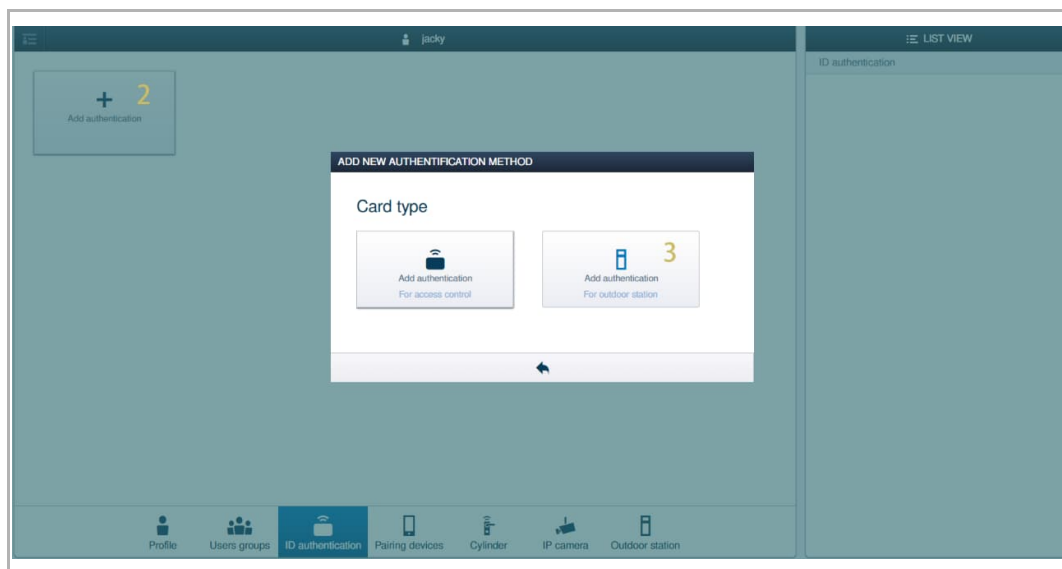 jacky
LIST VIEW
ID authentication
2
Add authentication
ADD NEW AUTHENTIFICATION METHOD
Card type
3
Add authentication
For access control
Add authentication
For outdoor station
Profile
Users groups
ID authentication
Pairing devices
Cylinder
IP camera
Outdoor station